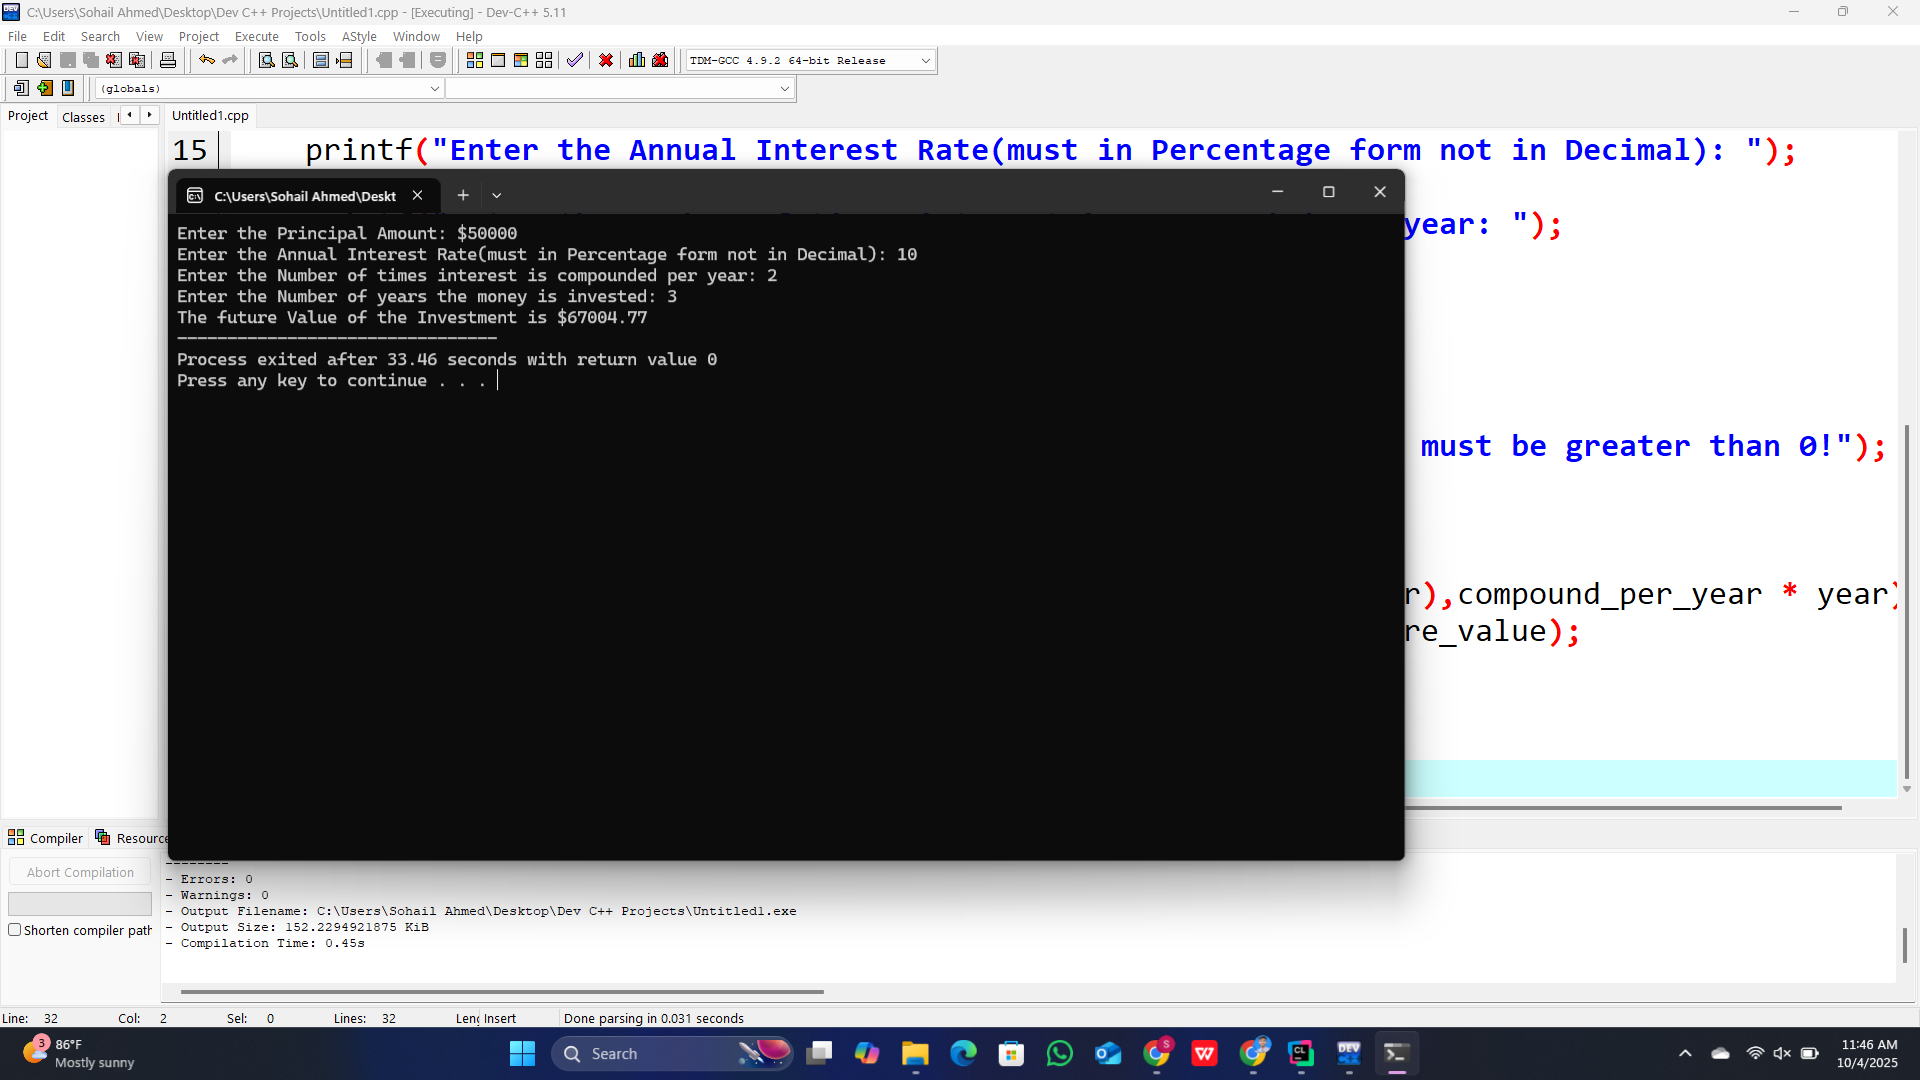 C:\Users\Sohail Ahmed\Desktop\Dev C++ Projects\Untitled1.cpp - [Executing] - Dev-C++ 5.11
File Edit Search View Project Execute Tools AStyle Window Help
TDM-GCC 4.9.2 64-bit Release
(globals)
Project Classes
Untitled1.cpp
15 printf("Enter the Annual Interest Rate(must in Percentage form not in Decimal): ");
year: ");
must be greater than 0!");
r),compound_per_year * year)
re_value);
C:\Users\Sohail Ahmed\Deskt
Enter the Principal Amount: $50000
Enter the Annual Interest Rate(must in Percentage form not in Decimal): 10
Enter the Number of times interest is compounded per year: 2
Enter the Number of years the money is invested: 3
The future Value of the Investment is $67004.77
--------------------------------
Process exited after 33.46 seconds with return value 0
Press any key to continue . . .
Compiler Resource
Abort Compilation
Shorten compiler path
--------
- Errors: 0
- Warnings: 0
- Output Filename: C:\Users\Sohail Ahmed\Desktop\Dev C++ Projects\Untitled1.exe
- Output Size: 152.2294921875 KiB
- Compilation Time: 0.45s
Line: 32 Col: 2 Sel: 0 Lines: 32 Leng Insert Done parsing in 0.031 seconds
3
86°F
Mostly sunny
Search
11:46 AM
10/4/2025